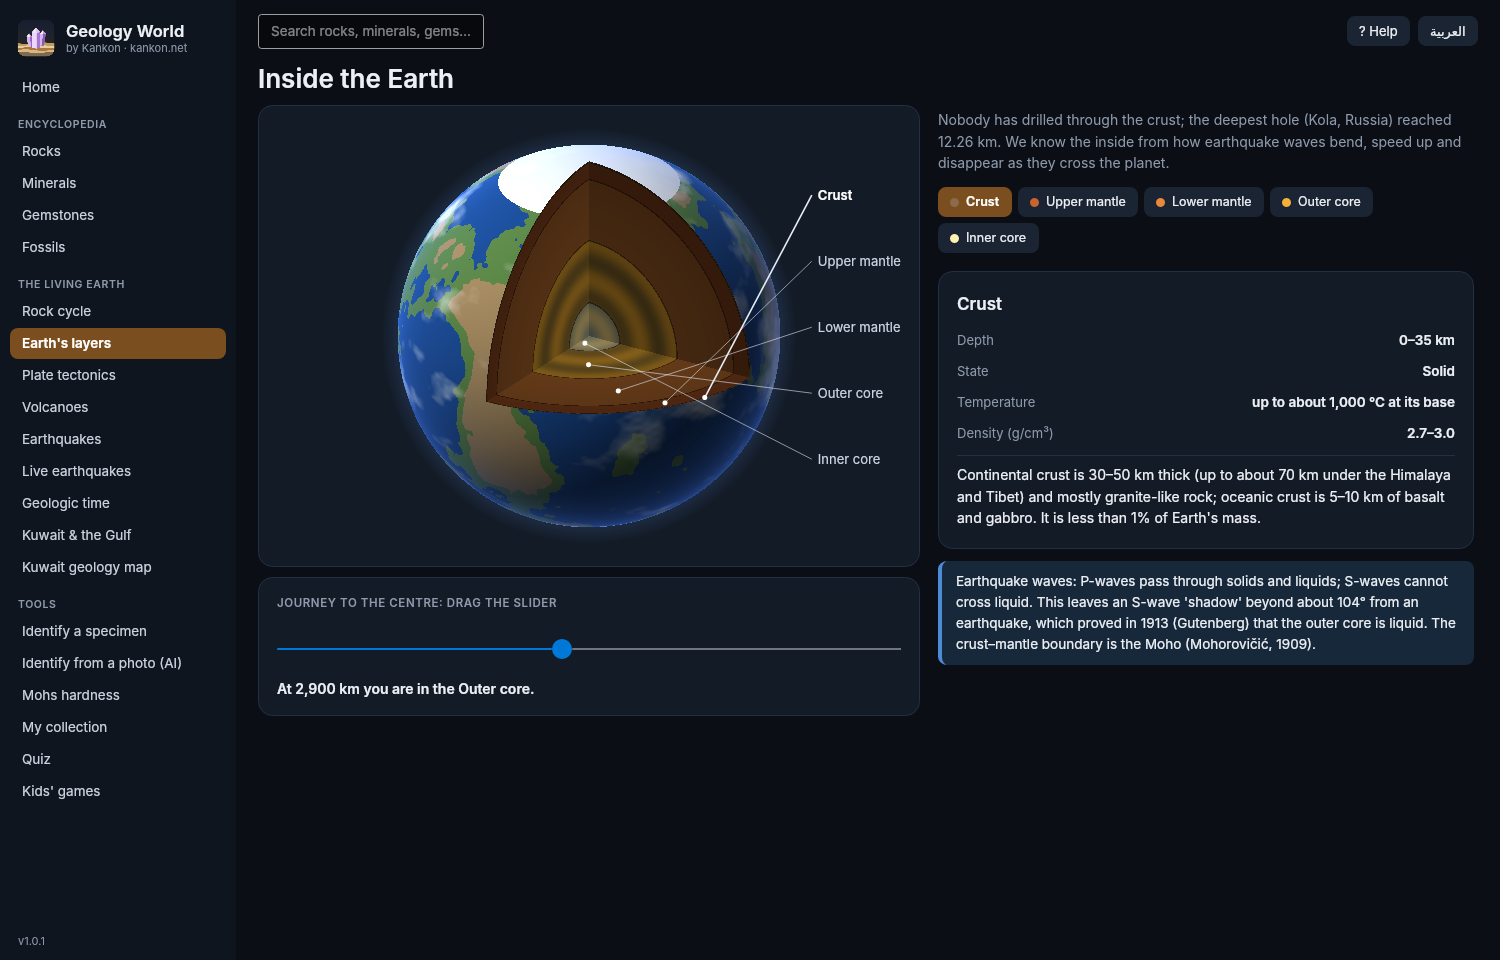 Geology World
by Kankon · kankon.net
Home
ENCYCLOPEDIA
Rocks
Minerals
Gemstones
Fossils
THE LIVING EARTH
Rock cycle
Earth's layers
Plate tectonics
Volcanoes
Earthquakes
Live earthquakes
Geologic time
Kuwait & the Gulf
Kuwait geology map
TOOLS
Identify a specimen
Identify from a photo (AI)
Mohs hardness
My collection
Quiz
Kids' games
v1.0.1
Search rocks, minerals, gems...
? Help
العربية
Inside the Earth
Crust
Upper mantle
Lower mantle
Outer core
Inner core
JOURNEY TO THE CENTRE: DRAG THE SLIDER
At 2,900 km you are in the Outer core.
Nobody has drilled through the crust; the deepest hole (Kola, Russia) reached
12.26 km. We know the inside from how earthquake waves bend, speed up and
disappear as they cross the planet.
Crust
Upper mantle
Lower mantle
Outer core
Inner core
Crust
Depth 0–35 km
State Solid
Temperature up to about 1,000 °C at its base
Density (g/cm³) 2.7–3.0
Continental crust is 30–50 km thick (up to about 70 km under the Himalaya
and Tibet) and mostly granite-like rock; oceanic crust is 5–10 km of basalt
and gabbro. It is less than 1% of Earth's mass.
Earthquake waves: P-waves pass through solids and liquids; S-waves cannot
cross liquid. This leaves an S-wave 'shadow' beyond about 104° from an
earthquake, which proved in 1913 (Gutenberg) that the outer core is liquid. The
crust–mantle boundary is the Moho (Mohorovičić, 1909).